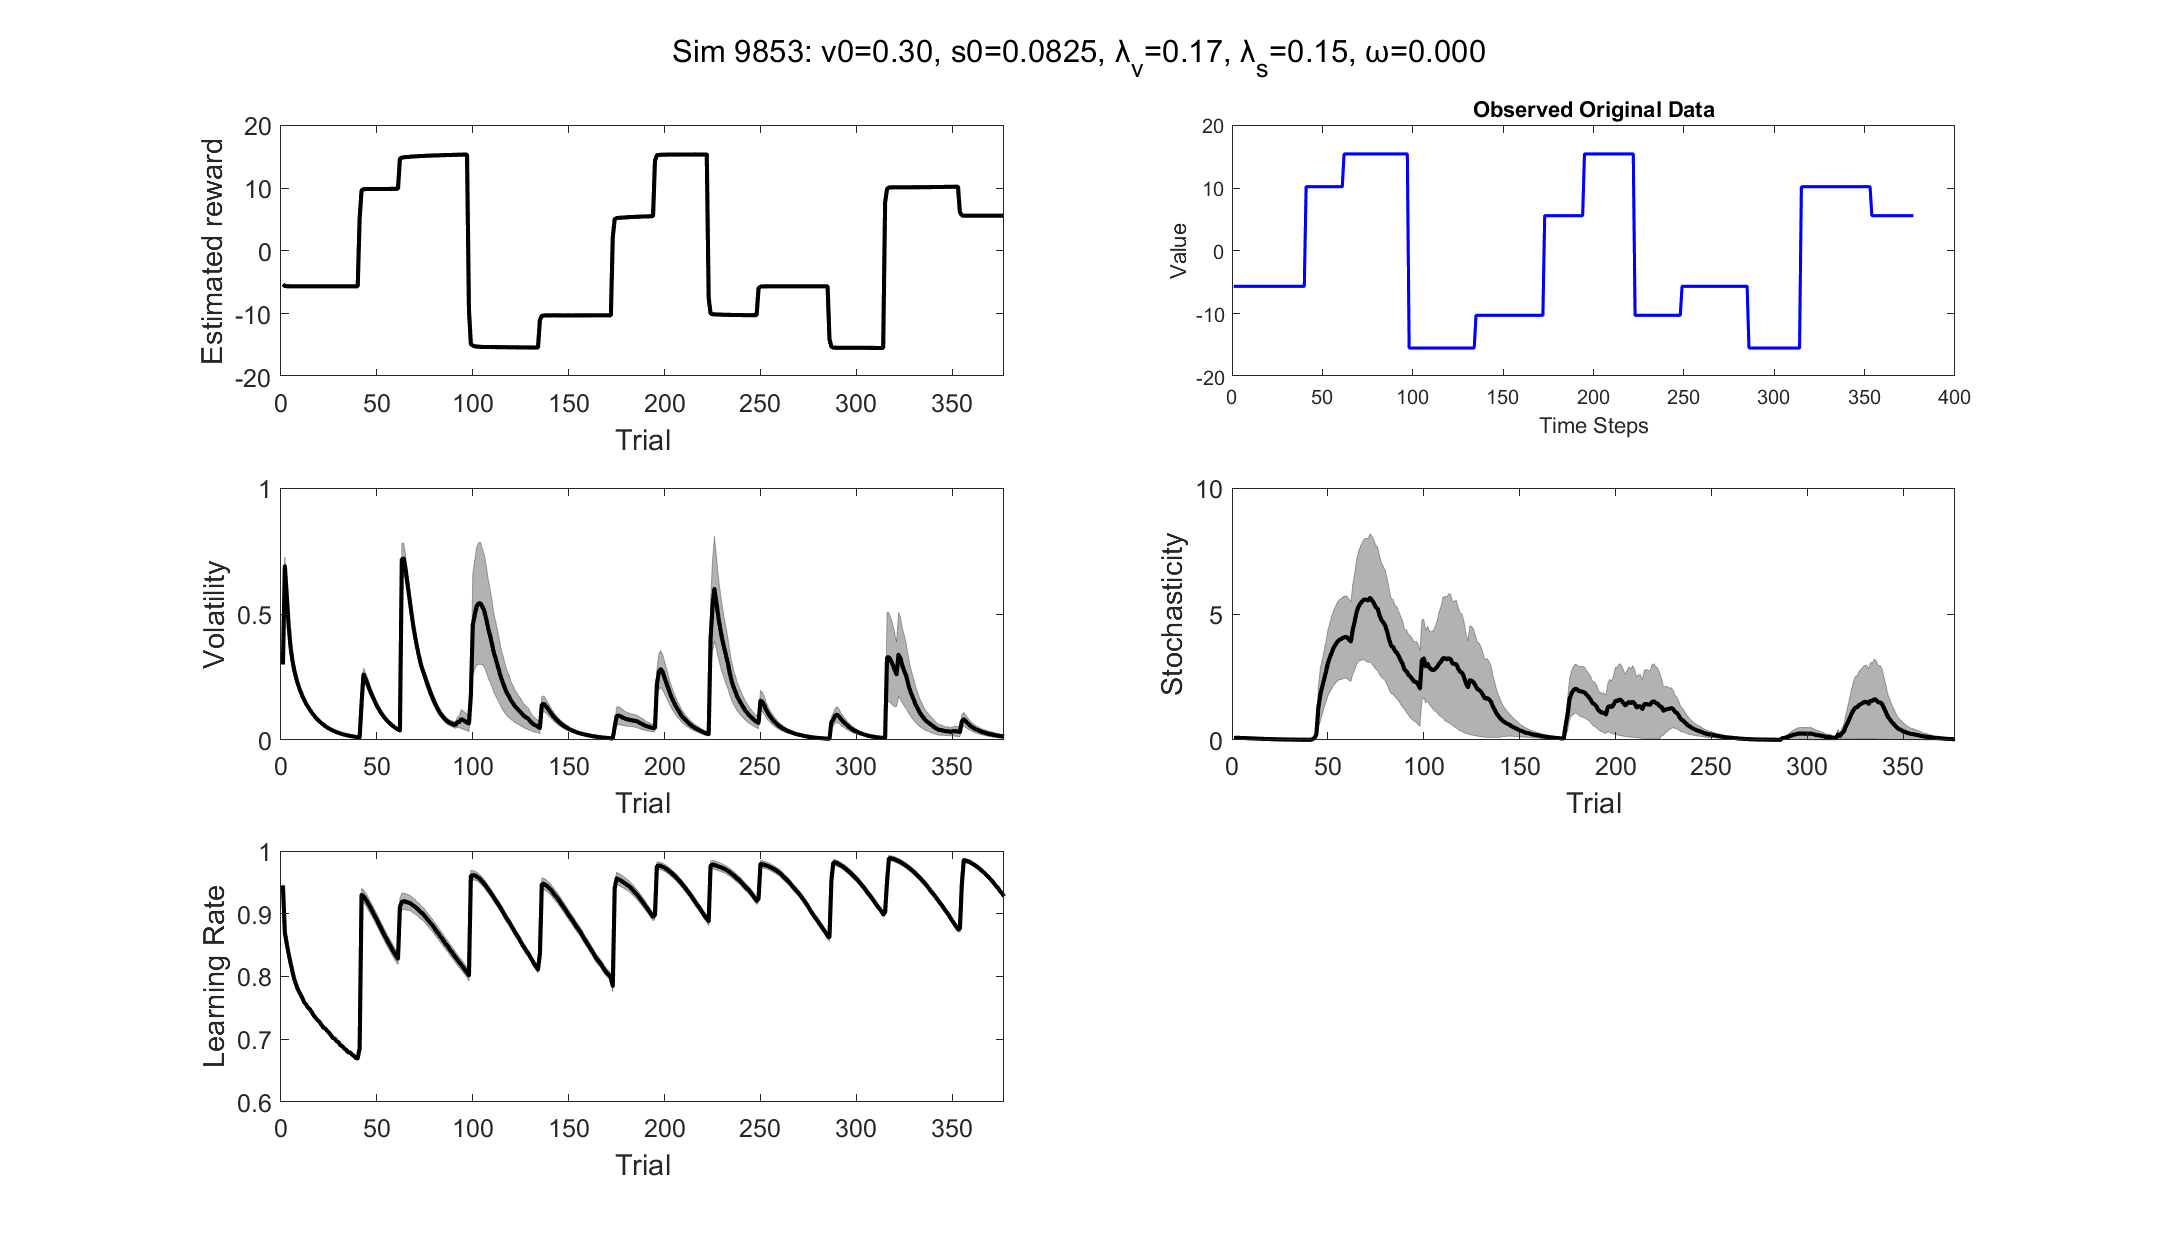 Sim 9853: v0=0.30, s0=0.0825, λv=0.17, λs=0.15, ω=0.000
Estimated reward
20
10
0
-10
-20
0 50 100 150 200 250 300 350
Trial
Observed Original Data
Value
20
10
0
-10
-20
0 50 100 150 200 250 300 350 400
Time Steps
Volatility
1
0.5
0
0 50 100 150 200 250 300 350
Trial
Stochasticity
10
5
0
0 50 100 150 200 250 300 350
Trial
Learning Rate
1
0.9
0.8
0.7
0.6
0 50 100 150 200 250 300 350
Trial